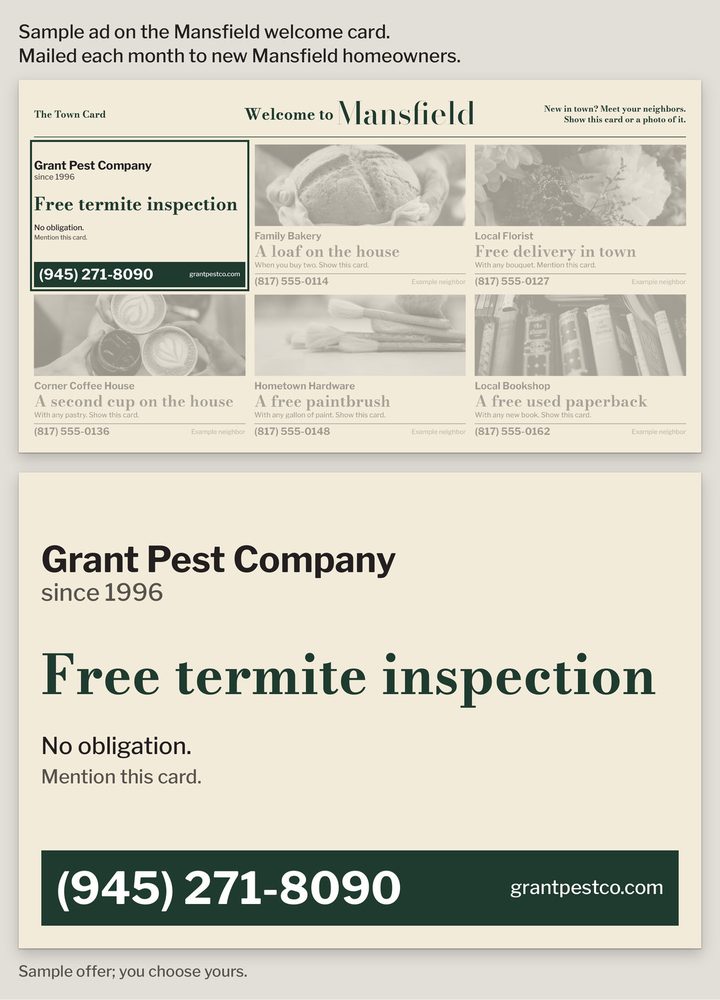 Sample ad on the Mansfield welcome card.
Mailed each month to new Mansfield homeowners.
The Town Card
Welcome to Mansfield
New in town? Meet your neighbors.
Show this card or a photo of it.
Grant Pest Company
since 1996
Free termite inspection
No obligation.
Mention this card.
(945) 271-8090
grantpestco.com
Family Bakery
A loaf on the house
When you buy two. Show this card.
(817) 555-0114
Example neighbor
Local Florist
Free delivery in town
With any bouquet. Mention this card.
(817) 555-0127
Example neighbor
Corner Coffee House
A second cup on the house
With any pastry. Show this card.
(817) 555-0136
Example neighbor
Hometown Hardware
A free paintbrush
With any gallon of paint. Show this card.
(817) 555-0148
Example neighbor
Local Bookshop
A free used paperback
With any new book. Show this card.
(817) 555-0162
Example neighbor
Grant Pest Company
since 1996
Free termite inspection
No obligation.
Mention this card.
(945) 271-8090
grantpestco.com
Sample offer; you choose yours.